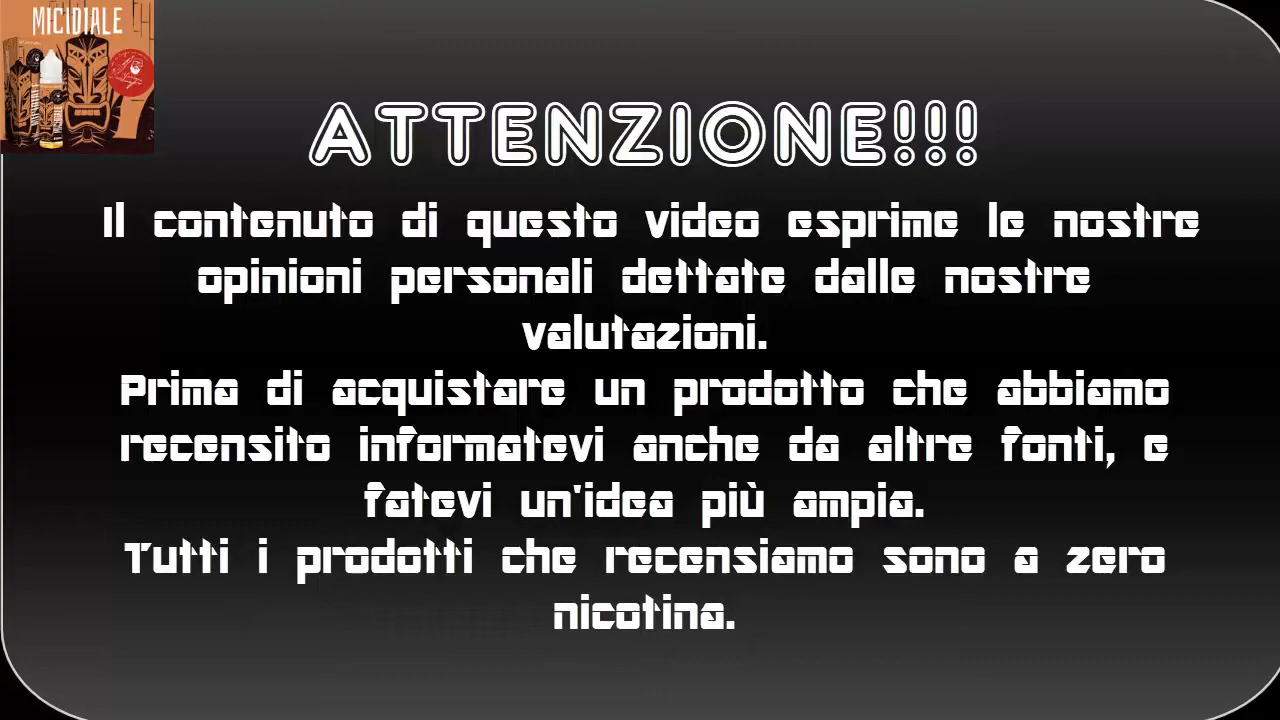 MICIDIALE
ATTENZIONE!!!
Il contenuto di questo video esprime le nostre
opinioni personali dettate dalle nostre
valutazioni.
Prima di acquistare un prodotto che abbiamo
recensito informatevi anche da altre fonti, e
fatevi un'idea più ampia.
Tutti i prodotti che recensiamo sono a zero
nicotina.